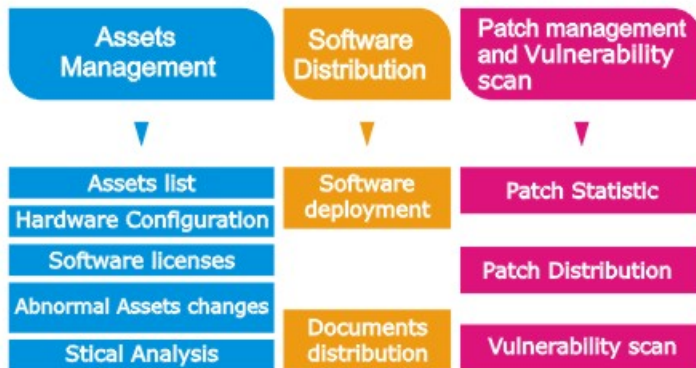 Assets
Management
Software
Distribution
Patch management
and Vulnerability
scan
Assets list
Hardware Configuration
Software licenses
Abnormal Assets changes
Stical Analysis
Software
deployment
Documents
distribution
Patch Statistic
Patch Distribution
Vulnerability scan